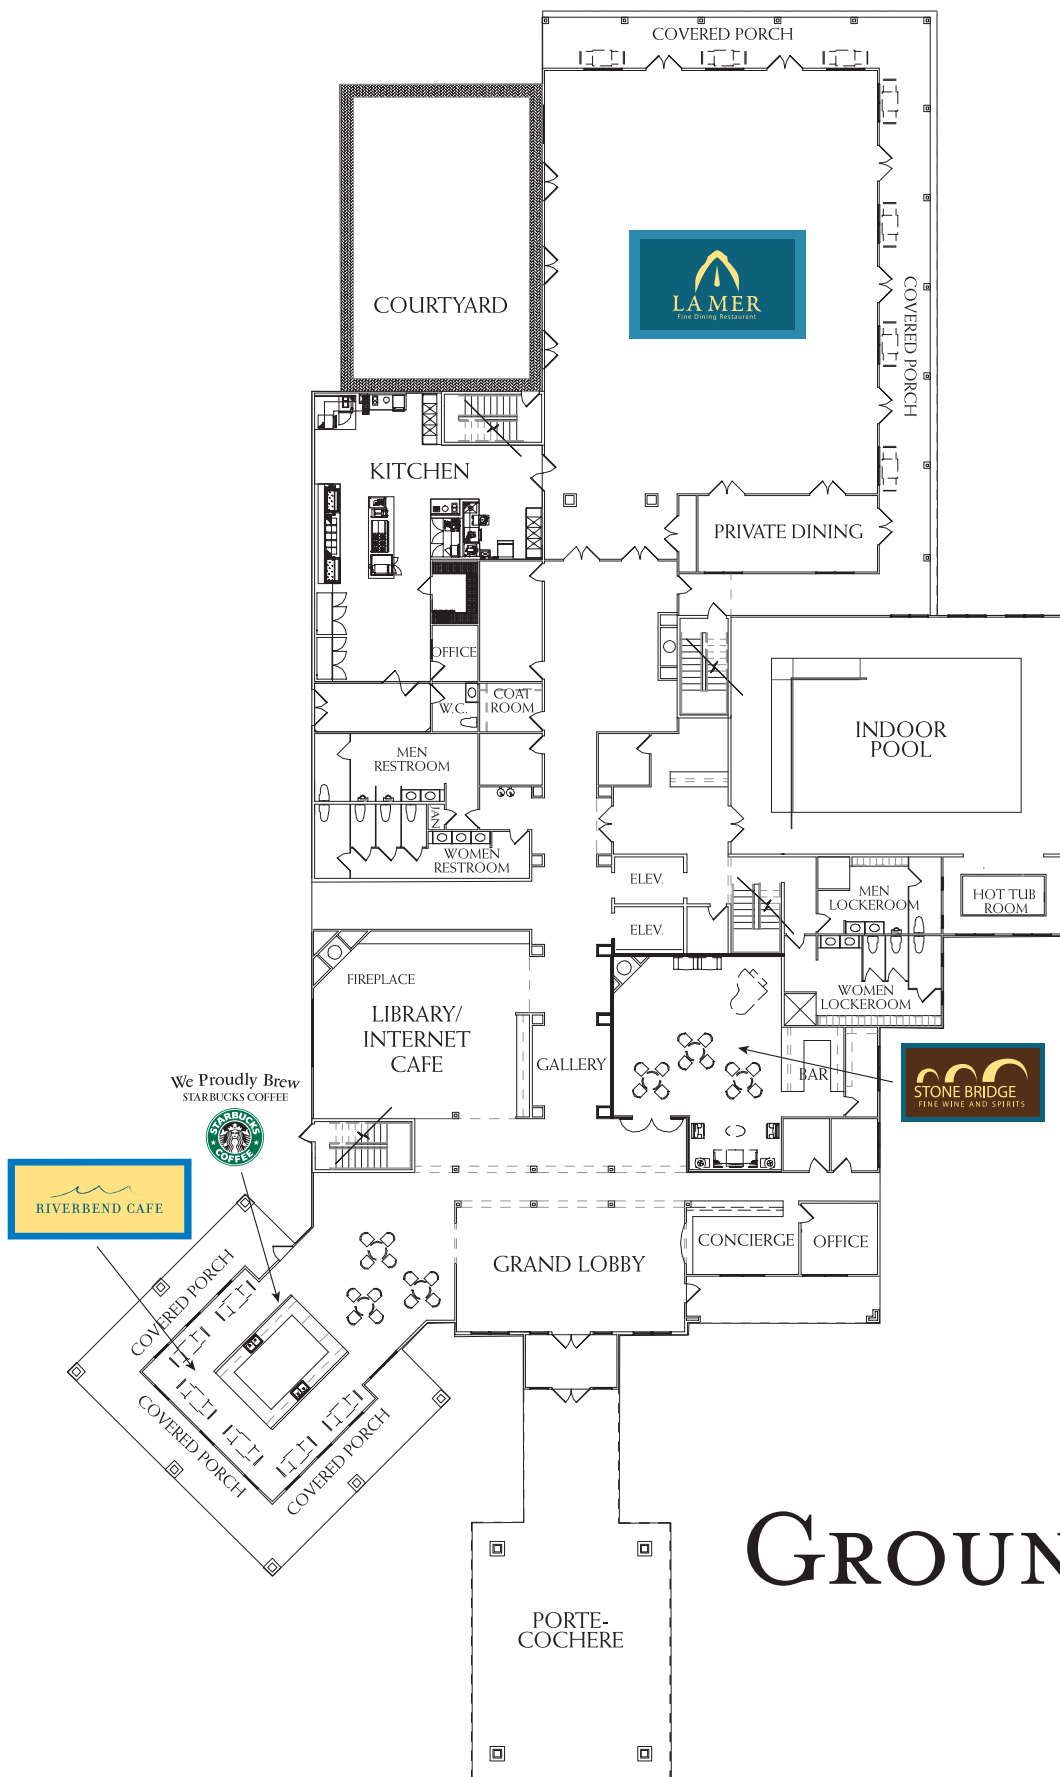 COVERED PORCH
LA MER
Fine Dining Restaurant
COURTYARD
COVERED PORCH
KITCHEN
PRIVATE DINING
OFFICE
W.C.
COAT
ROOM
INDOOR
POOL
MEN
RESTROOM
JAN
WOMEN
RESTROOM
ELEV.
ELEV.
MEN
LOCKEROOM
HOT TUB
ROOM
WOMEN
LOCKEROOM
FIREPLACE
LIBRARY/
INTERNET
CAFE
GALLERY
BAR
STONE BRIDGE
FINE WINE AND SPIRITS
We Proudly Brew
STARBUCKS COFFEE
STARBUCKS
COFFEE
RIVERBEND CAFE
GRAND LOBBY
CONCIERGE
OFFICE
COVERED PORCH
COVERED PORCH
COVERED PORCH
GROUN
PORTE-
COCHERE